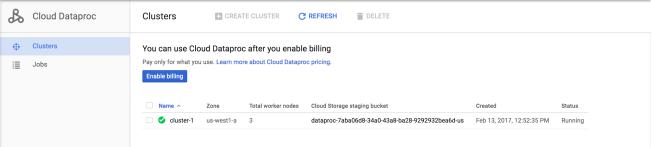 Cloud Dataproc
Clusters
CREATE CLUSTER
REFRESH
DELETE
Clusters
Jobs
You can use Cloud Dataproc after you enable billing
Pay only for what you use. Learn more about Cloud Dataproc pricing.
Enable billing
Name Zone Total worker nodes Cloud Storage staging bucket Created Status
cluster-1 us-west1-a 3 dataproc-7aba06d8-34a0-43a8-ba28-9292932bea6d-us Feb 13, 2017, 12:52:35 PM Running